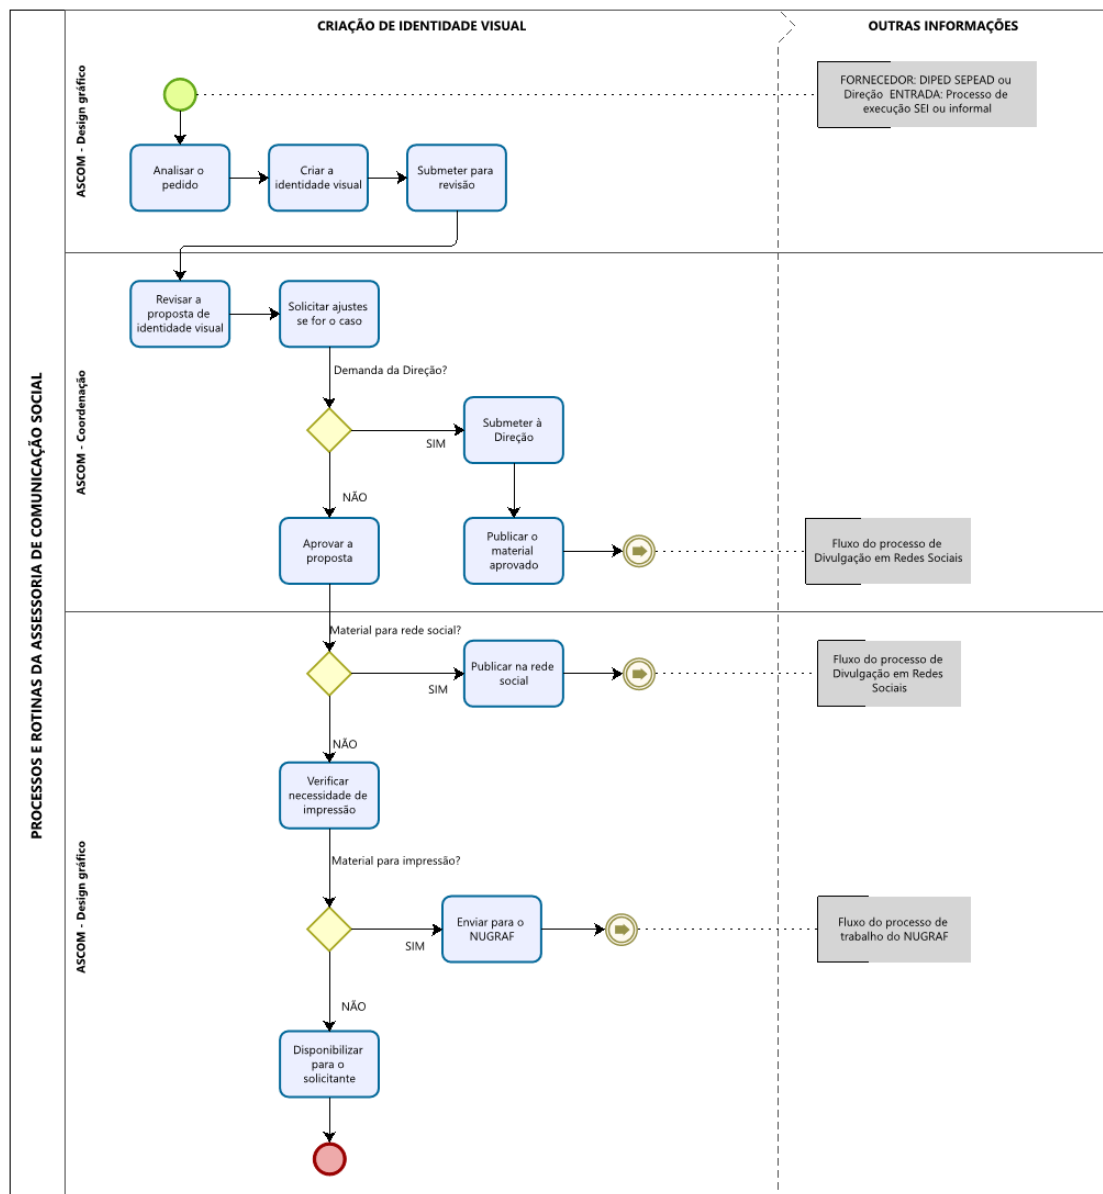 CRIAÇÃO DE IDENTIDADE VISUAL
OUTRAS INFORMAÇÕES
PROCESSOS E ROTINAS DA ASSESSORIA DE COMUNICAÇÃO SOCIAL
ASCOM - Design gráfico
FORNECEDOR: DIPED SEPEAD ou
Direção  ENTRADA: Processo de
execução SEI ou informal
Analisar o
pedido
Criar a
identidade visual
Submeter para
revisão
ASCOM - Coordenação
Revisar a
proposta de
identidade visual
Solicitar ajustes
se for o caso
Demanda da Direção?
SIM
Submeter à
Direção
NÃO
Aprovar a
proposta
Publicar o
material
aprovado
Fluxo do processo de
Divulgação em Redes Sociais
ASCOM - Design gráfico
Material para rede social?
SIM
Publicar na rede
social
Fluxo do processo de
Divulgação em Redes
Sociais
NÃO
Verificar
necessidade de
impressão
Material para impressão?
SIM
Enviar para o
NUGRAF
Fluxo do processo de
trabalho do NUGRAF
NÃO
Disponibilizar
para o
solicitante